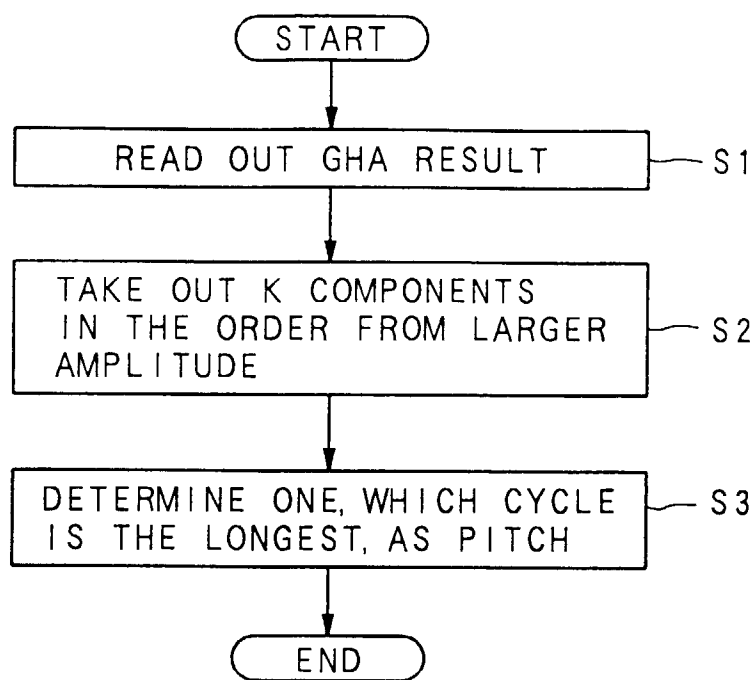 START
READ OUT GHA RESULT
S1
TAKE OUT K COMPONENTS
IN THE ORDER FROM LARGER
AMPLITUDE
S2
DETERMINE ONE, WHICH CYCLE
IS THE LONGEST, AS PITCH
S3
END